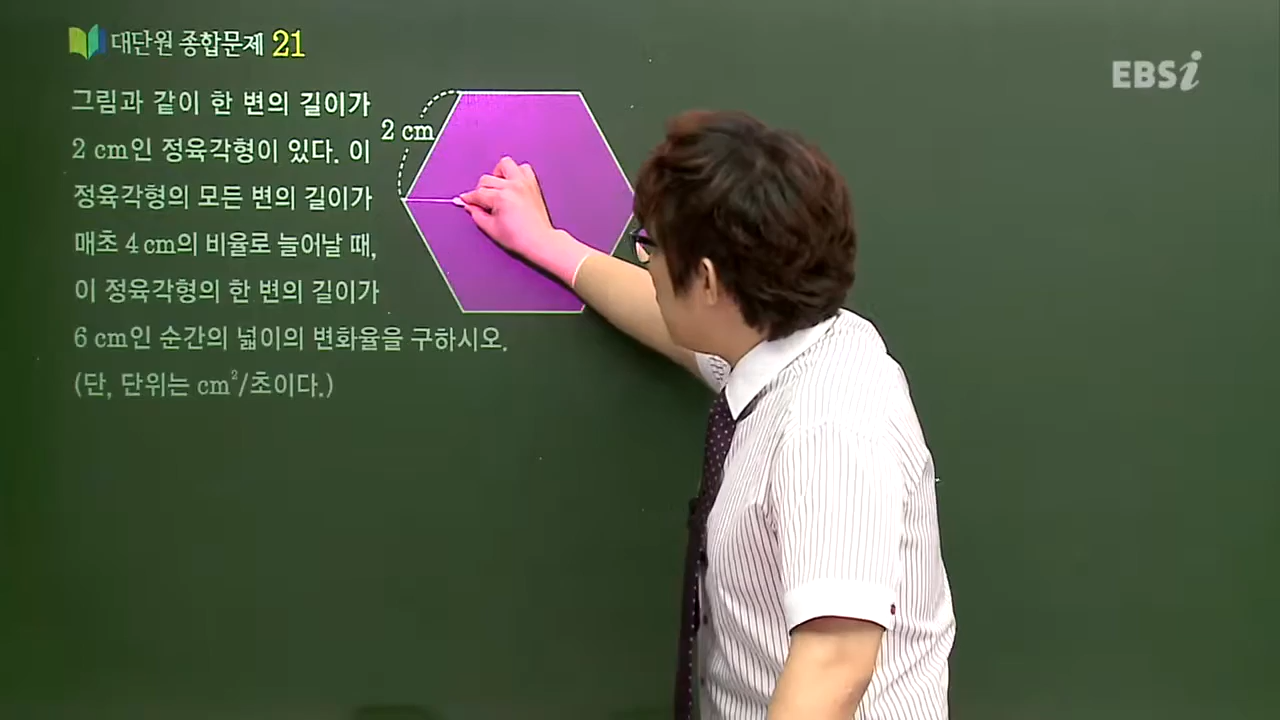 대단원 종합문제 21
EBSi
그림과 같이 한 변의 길이가
2 cm인 정육각형이 있다. 이
정육각형의 모든 변의 길이가
매초 4 cm의 비율로 늘어날 때,
이 정육각형의 한 변의 길이가
6 cm인 순간의 넓이의 변화율을 구하시오.
(단, 단위는 cm²/초이다.)
2 cm